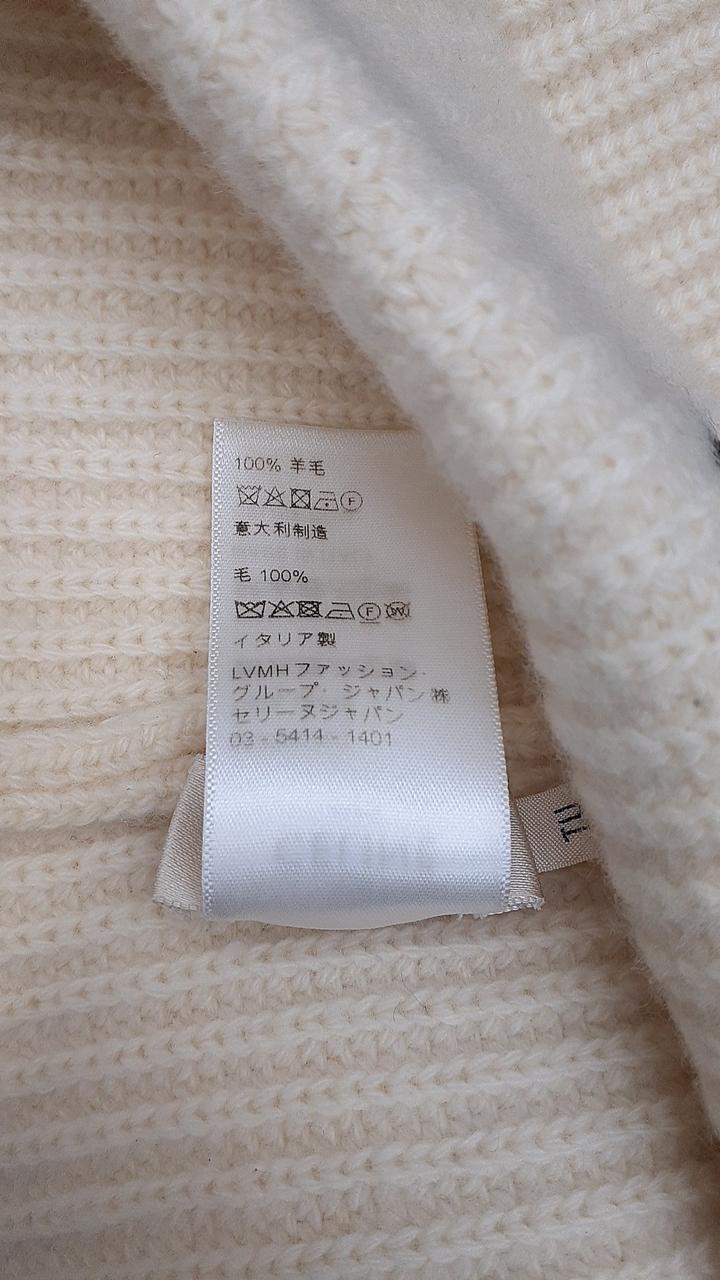 100% 羊毛
F
意大利制造
毛 100%
F W
イタリア製
LVMHファッション·
グループ· ジャパン㈱
セリーヌジャパン
03 - 5414 - 1401